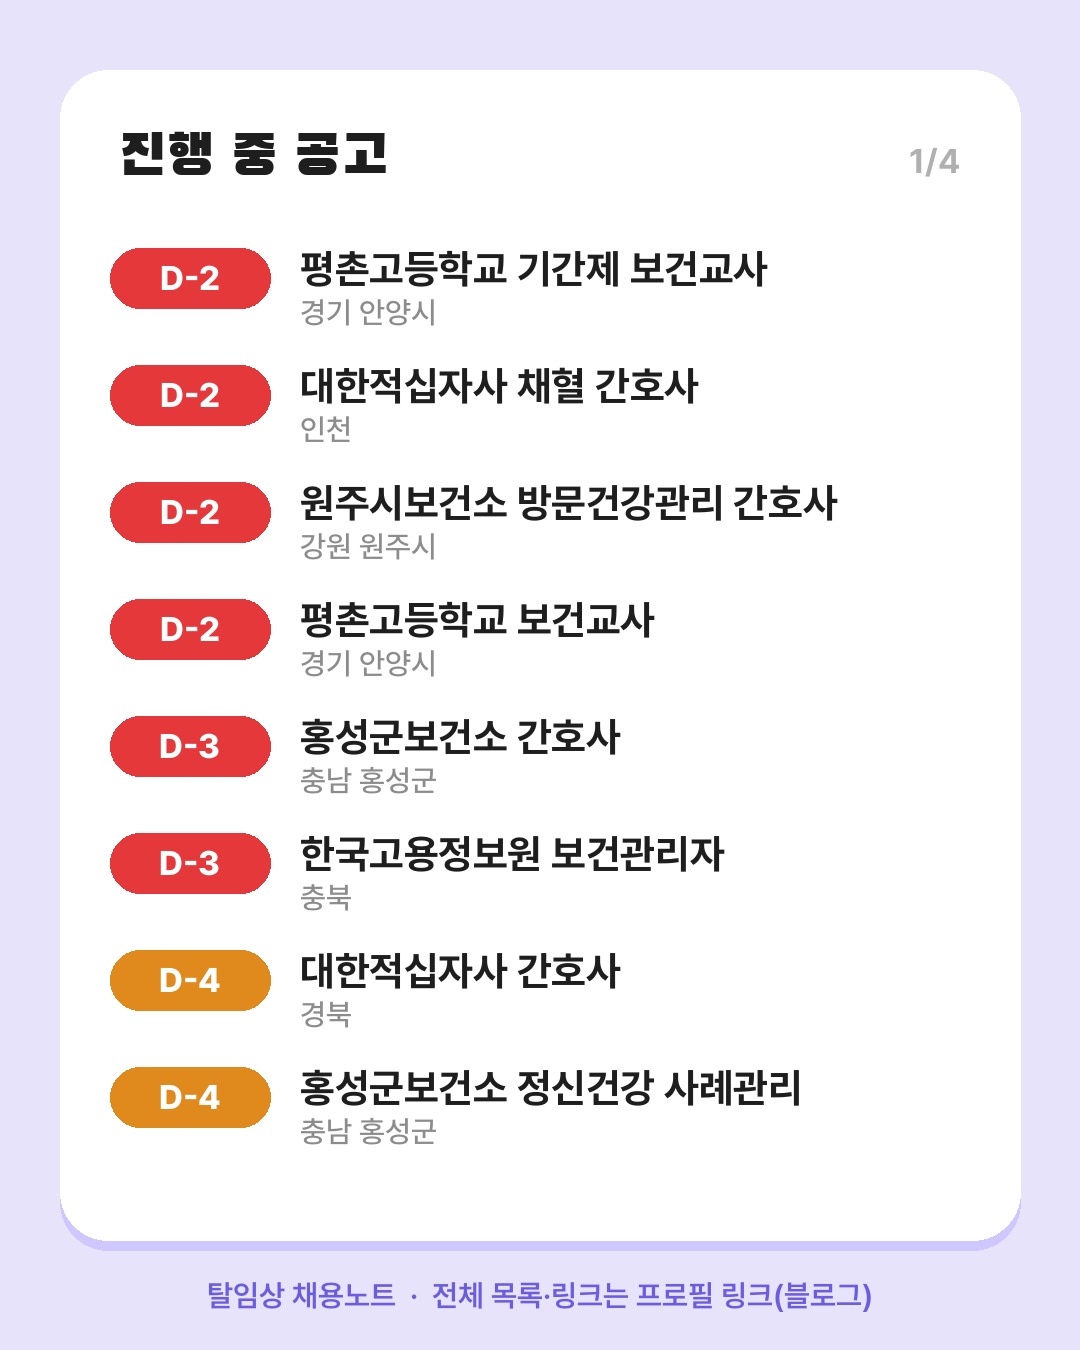 진행 중 공고
1/4
D-2
평촌고등학교 기간제 보건교사
경기 안양시
D-2
대한적십자사 채혈 간호사
인천
D-2
원주시보건소 방문건강관리 간호사
강원 원주시
D-2
평촌고등학교 보건교사
경기 안양시
D-3
홍성군보건소 간호사
충남 홍성군
D-3
한국고용정보원 보건관리자
충북
D-4
대한적십자사 간호사
경북
D-4
홍성군보건소 정신건강 사례관리
충남 홍성군
탈임상 채용노트 · 전체 목록·링크는 프로필 링크(블로그)